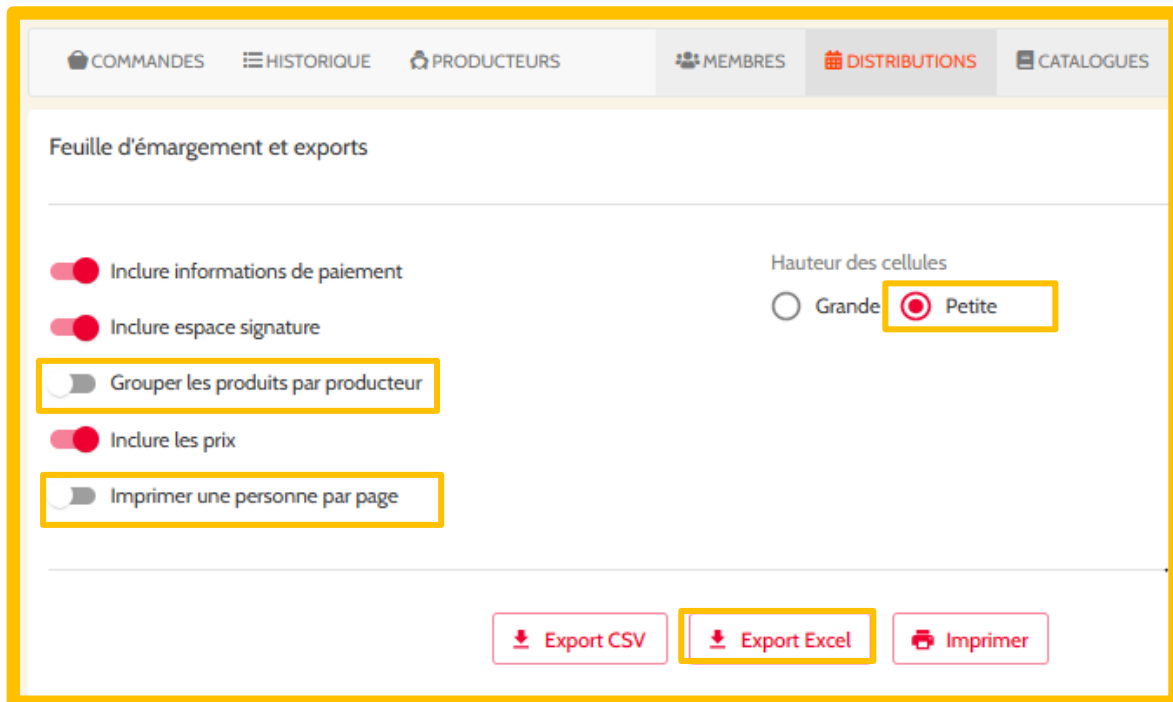 COMMANDES HISTORIQUE PRODUCTEURS MEMBRES DISTRIBUTIONS CATALOGUES
Feuille d'émargement et exports
Inclure informations de paiement
Inclure espace signature
Grouper les produits par producteur
Inclure les prix
Imprimer une personne par page
Hauteur des cellules
Grande Petite
Export CSV Export Excel Imprimer